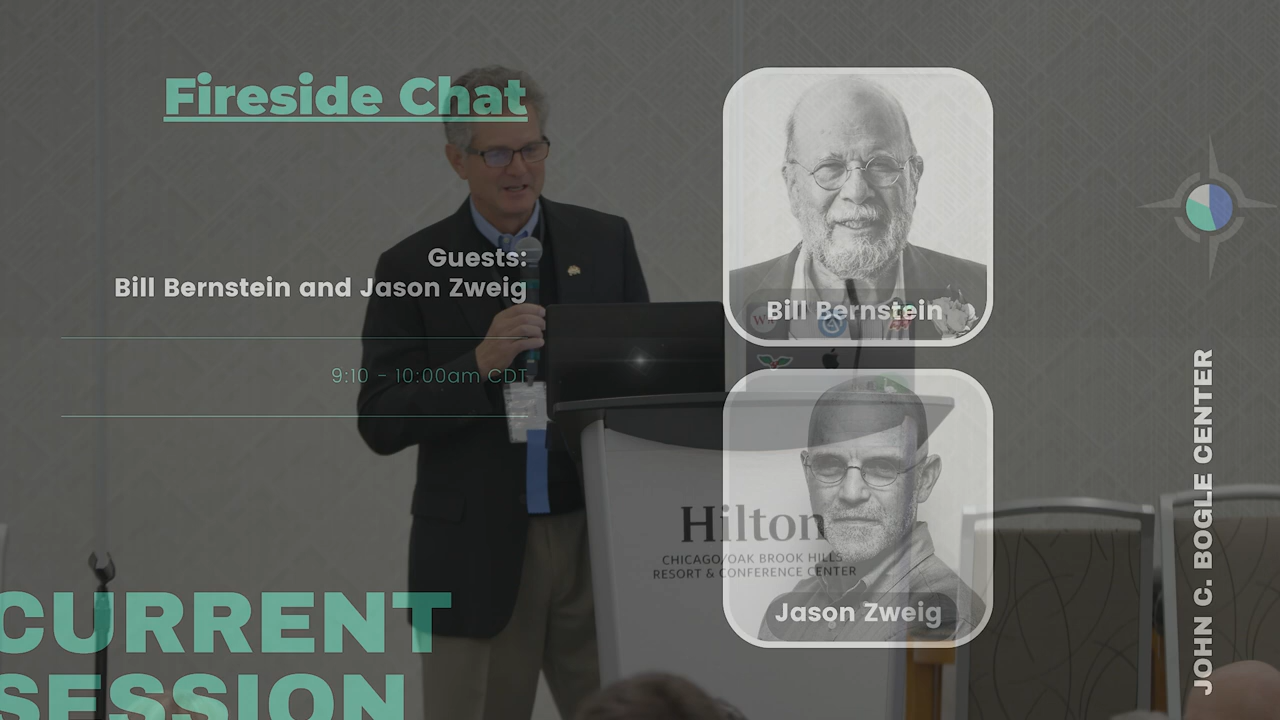 Fireside Chat
Guests:
Bill Bernstein and Jason Zweig
9:10 - 10:00am CDT
CURRENT
SESSION
Bill Bernstein
Jason Zweig
Hilton
CHICAGO/OAK BROOK HILLS
RESORT & CONFERENCE CENTER
JOHN C. BOGLE CENTER